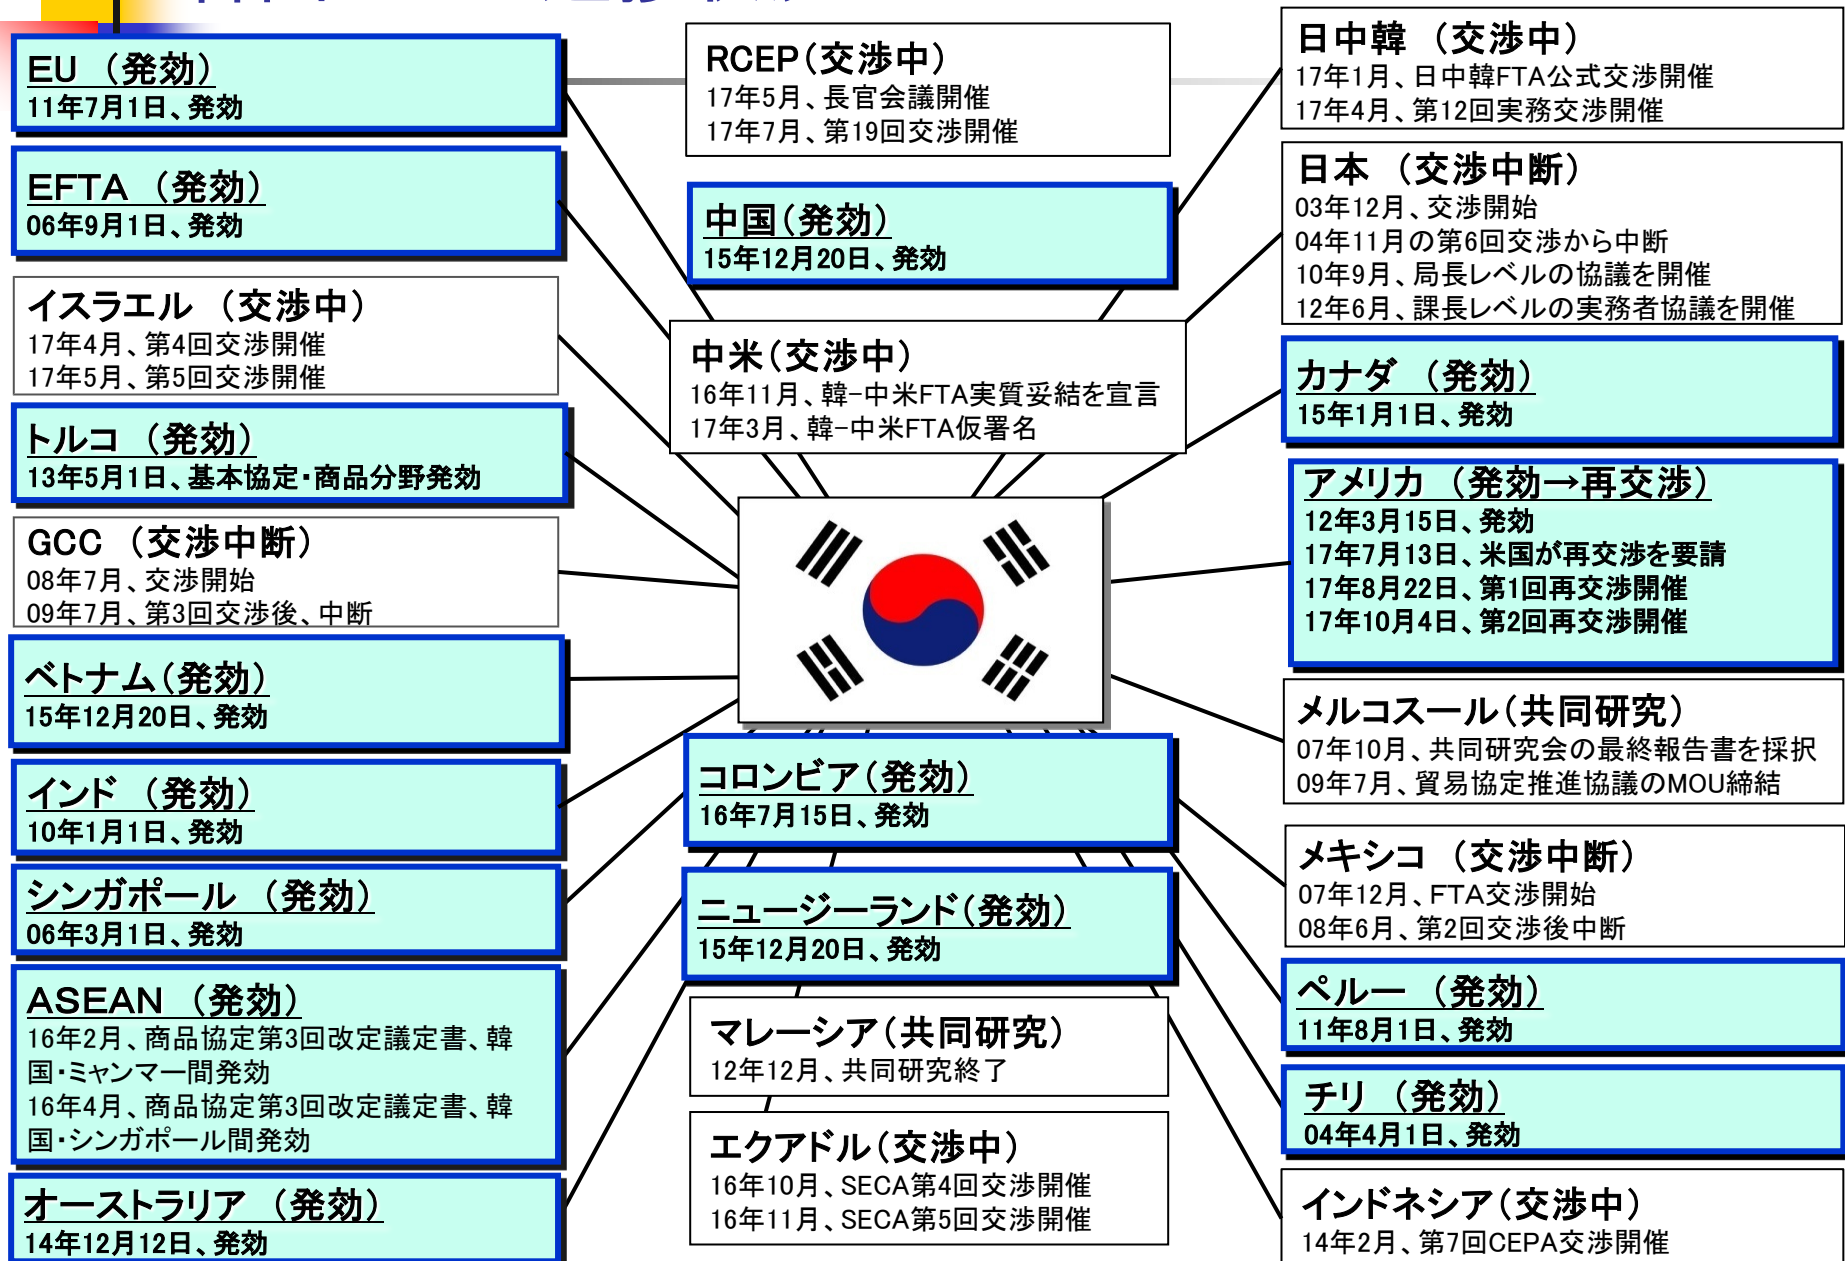 EU （発効）
11年7月1日、発効
EFTA （発効）
06年9月1日、発効
イスラエル （交渉中）
17年4月、第4回交渉開催
17年5月、第5回交渉開催
トルコ （発効）
13年5月1日、基本協定・商品分野発効
GCC （交渉中断）
08年7月、交渉開始
09年7月、第3回交渉後、中断
ベトナム（発効）
15年12月20日、発効
インド （発効）
10年1月1日、発効
シンガポール （発効）
06年3月1日、発効
ASEAN （発効）
16年2月、商品協定第3回改定議定書、韓
国・ミャンマー間発効
16年4月、商品協定第3回改定議定書、韓
国・シンガポール間発効
オーストラリア （発効）
14年12月12日、発効
RCEP（交渉中）
17年5月、長官会議開催
17年7月、第19回交渉開催
中国（発効）
15年12月20日、発効
中米（交渉中）
16年11月、韓-中米FTA実質妥結を宣言
17年3月、韓-中米FTA仮署名
コロンビア（発効）
16年7月15日、発効
ニュージーランド（発効）
15年12月20日、発効
マレーシア（共同研究）
12年12月、共同研究終了
エクアドル（交渉中）
16年10月、SECA第4回交渉開催
16年11月、SECA第5回交渉開催
日中韓 （交渉中）
17年1月、日中韓FTA公式交渉開催
17年4月、第12回実務交渉開催
日本 （交渉中断）
03年12月、交渉開始
04年11月の第6回交渉から中断
10年9月、局長レベルの協議を開催
12年6月、課長レベルの実務者協議を開催
カナダ （発効）
15年1月1日、発効
アメリカ （発効→再交渉）
12年3月15日、発効
17年7月13日、米国が再交渉を要請
17年8月22日、第1回再交渉開催
17年10月4日、第2回再交渉開催
メルコスール（共同研究）
07年10月、共同研究会の最終報告書を採択
09年7月、貿易協定推進協議のMOU締結
メキシコ （交渉中断）
07年12月、FTA交渉開始
08年6月、第2回交渉後中断
ペルー （発効）
11年8月1日、発効
チリ （発効）
04年4月1日、発効
インドネシア（交渉中）
14年2月、第7回CEPA交渉開催